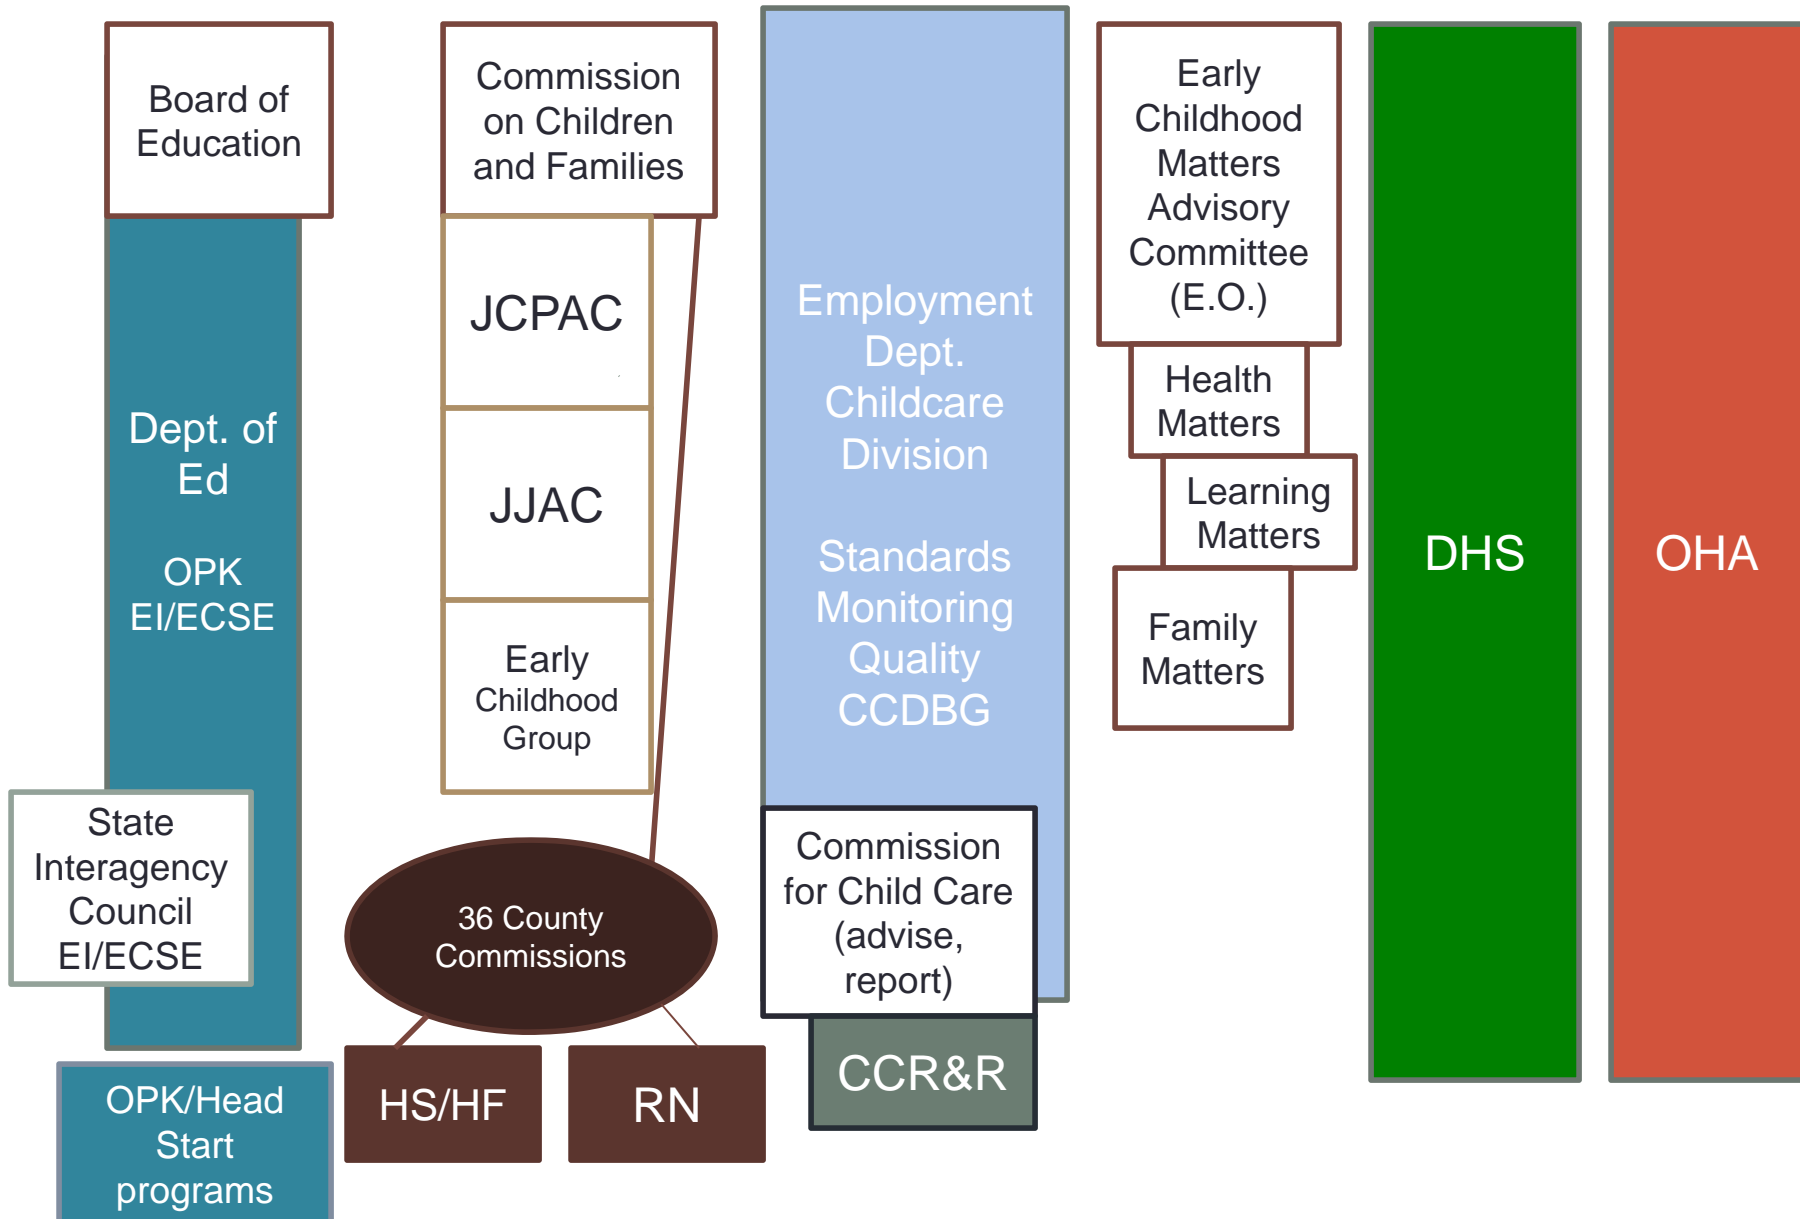 Board of
Education
Dept. of
Ed
OPK
EI/ECSE
State
Interagency
Council
EI/ECSE
OPK/Head
Start
programs
Commission
on Children
and Families
JCPAC
JJAC
Early
Childhood
Group
36 County
Commissions
HS/HF
RN
Employment
Dept.
Childcare
Division
Standards
Monitoring
Quality
CCDBG
Commission
for Child Care
(advise,
report)
CCR&R
Early
Childhood
Matters
Advisory
Committee
(E.O.)
Health
Matters
Learning
Matters
Family
Matters
DHS
OHA